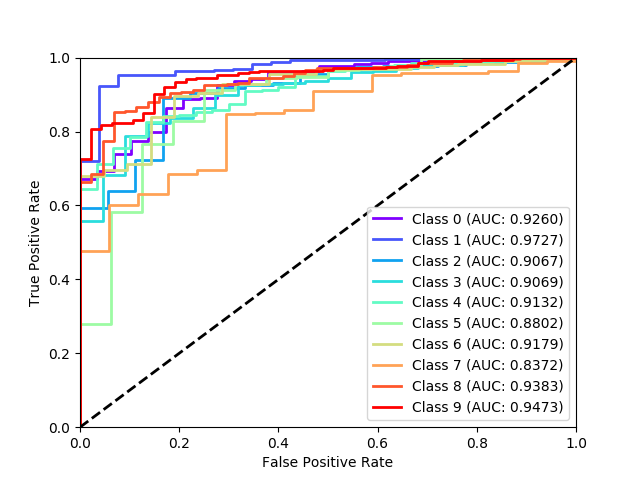 1.0
0.8
0.6
0.4
0.2
0.0
True Positive Rate
Class 0 (AUC: 0.9260)
Class 1 (AUC: 0.9727)
Class 2 (AUC: 0.9067)
Class 3 (AUC: 0.9069)
Class 4 (AUC: 0.9132)
Class 5 (AUC: 0.8802)
Class 6 (AUC: 0.9179)
Class 7 (AUC: 0.8372)
Class 8 (AUC: 0.9383)
Class 9 (AUC: 0.9473)
0.0 0.2 0.4 0.6 0.8 1.0
False Positive Rate